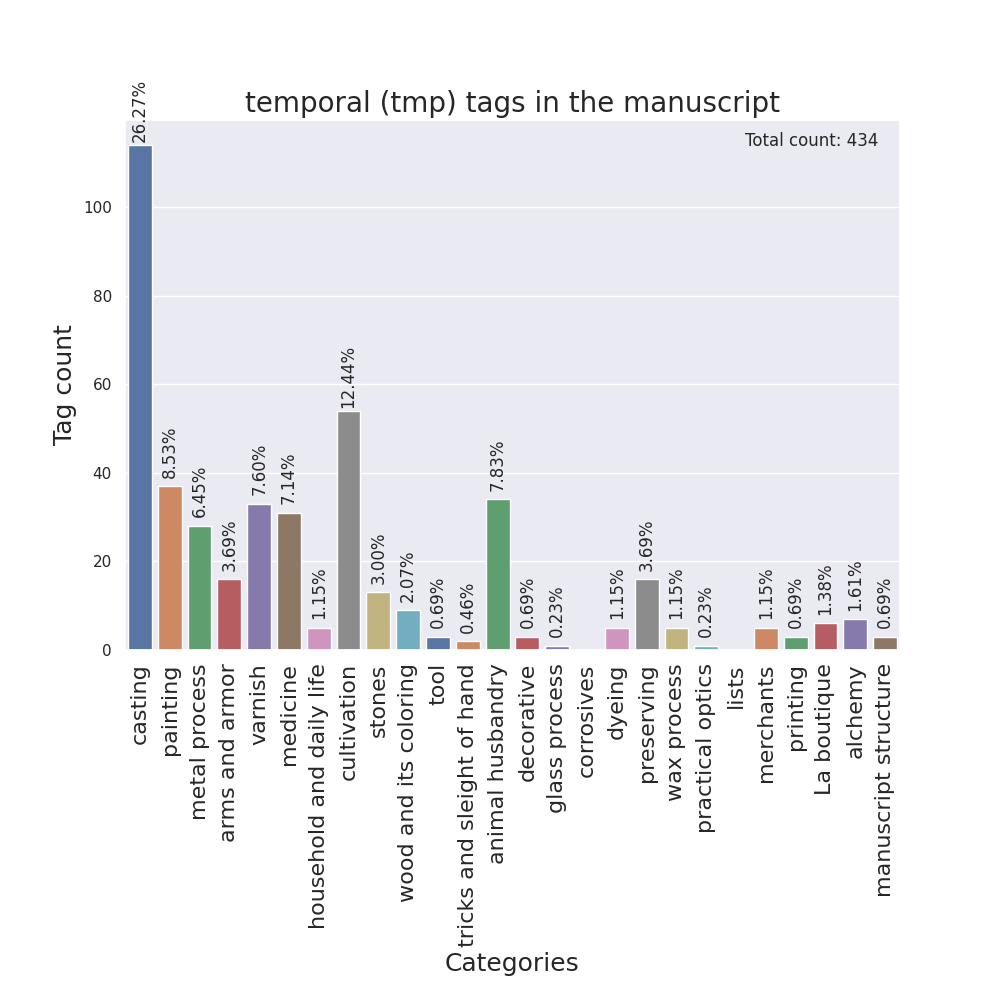 temporal (tmp) tags in the manuscript
Total count: 434
Tag count
100
80
60
40
20
0
26.27%
8.53%
6.45%
3.69%
7.60%
7.14%
1.15%
12.44%
3.00%
2.07%
0.69%
0.46%
7.83%
0.69%
0.23%
1.15%
3.69%
1.15%
0.23%
1.15%
0.69%
1.38%
1.61%
0.69%
casting
painting
metal process
arms and armor
varnish
medicine
household and daily life
cultivation
stones
wood and its coloring
tool
tricks and sleight of hand
animal husbandry
decorative
glass process
corrosives
dyeing
preserving
wax process
practical optics
lists
merchants
printing
La boutique
alchemy
manuscript structure
Categories